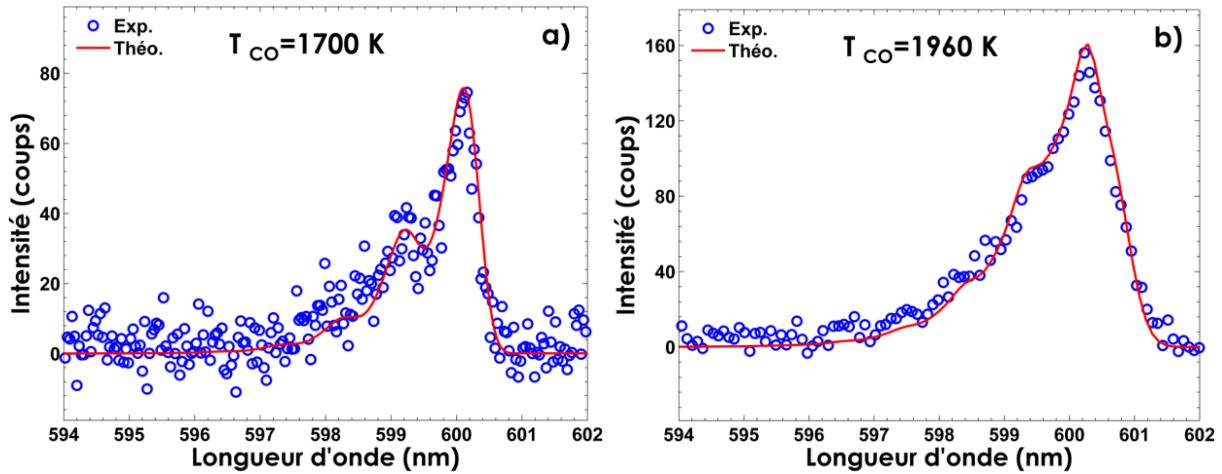 Exp.
Théo.
T CO=1700 K
a)
80
60
40
20
0
594 595 596 597 598 599 600 601 602
Intensité (coups)
Longueur d'onde (nm)
Exp.
Théo.
T CO=1960 K
b)
160
120
80
40
0
594 595 596 597 598 599 600 601 602
Intensité (coups)
Longueur d'onde (nm)